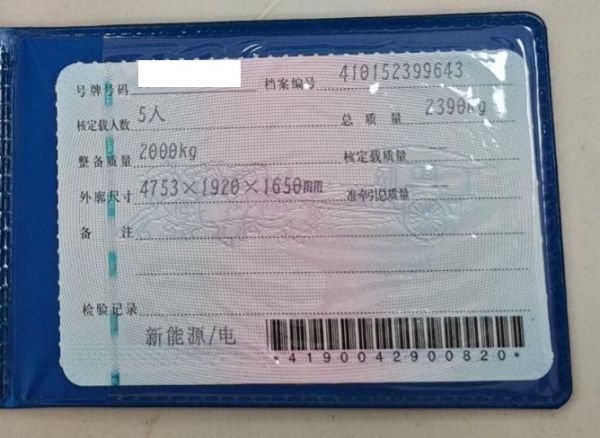 号牌号码 档案编号 410152399643
核定载人数 5人 总质量 2390kg
整备质量 2000kg 核定载质量
外廓尺寸 4753×1920×1650mm 准牵引总质量
备注
检验记录
新能源/电
*4190042900820*